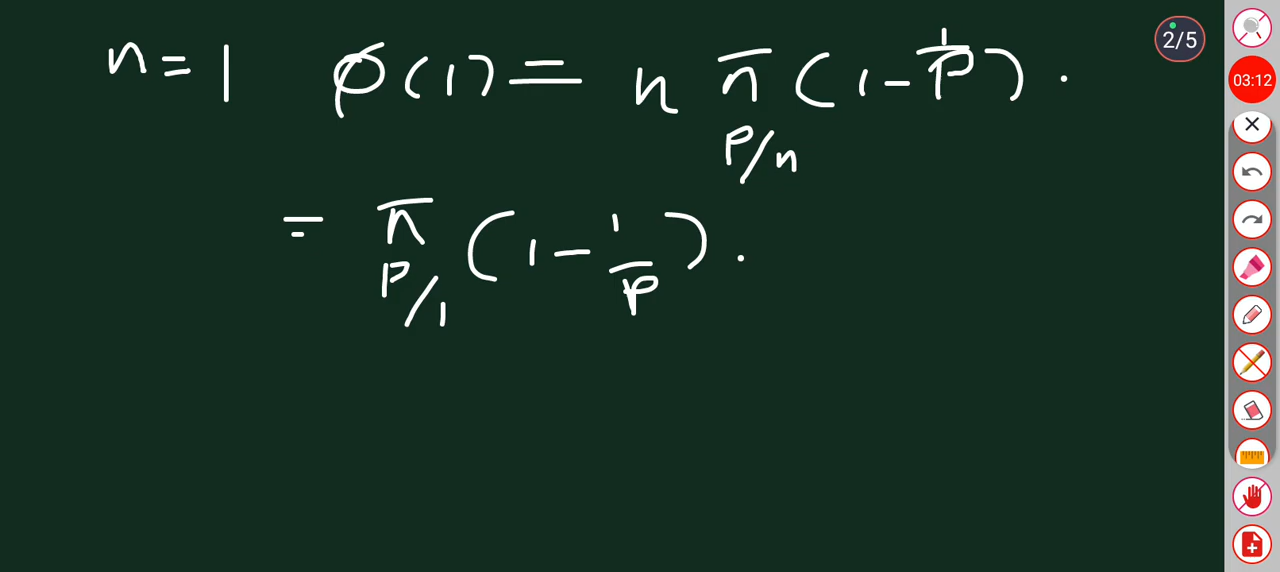 2/5
03:12
n = 1 φ(1) = n π (1 - 1/p) .
p/n
= π (1 - 1/p) .
p/1